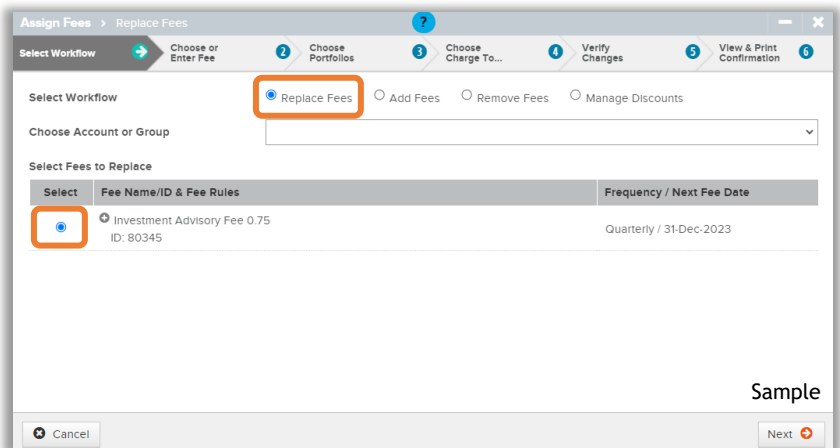 Assign Fees > Replace Fees ?
Select Workflow
Choose or
Enter Fee 2
Choose
Portfolios 3
Choose
Charge To... 4
Verify
Changes 5
View & Print
Confirmation 6
Select Workflow Replace Fees Add Fees Remove Fees Manage Discounts
Choose Account or Group
Select Fees to Replace
Select Fee Name/ID & Fee Rules Frequency / Next Fee Date
Investment Advisory Fee 0.75
ID: 80345
Quarterly / 31-Dec-2023
Sample
Cancel Next